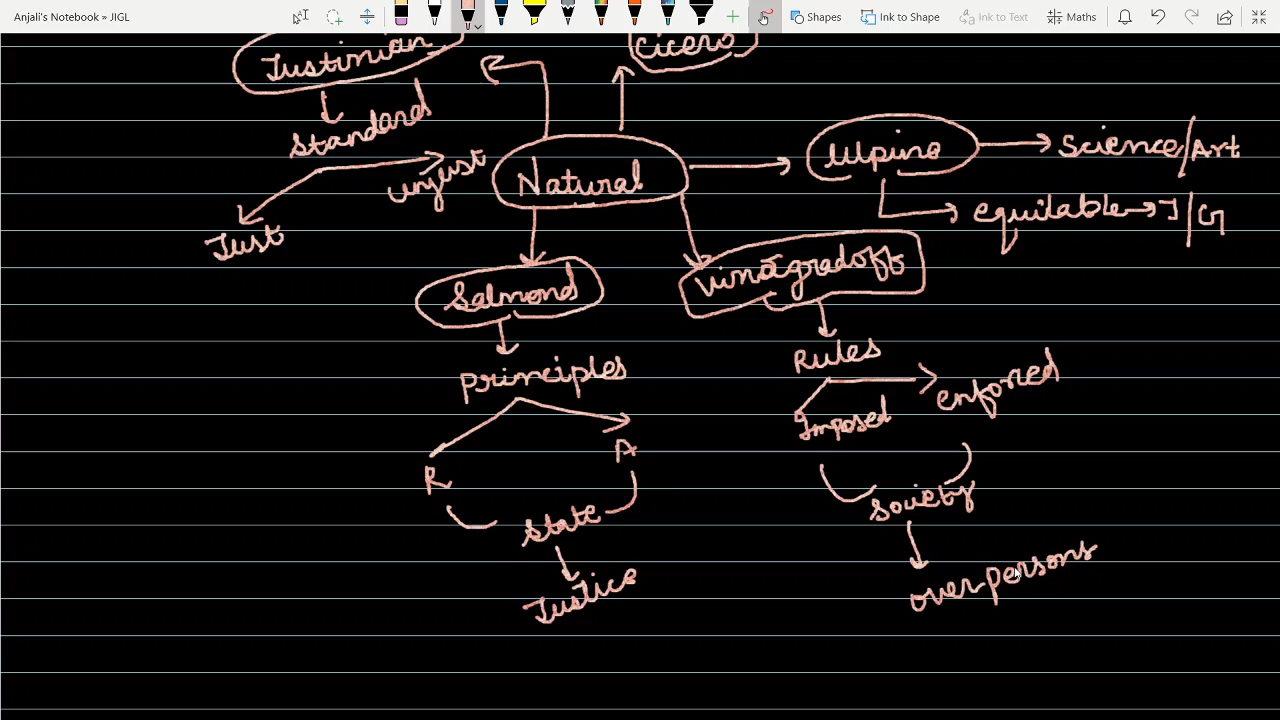 Anjali's Notebook » JIGL
Shapes
Ink to Shape
Ink to Text
Maths
Justinian
Cicero
Standard
Ulpine
Science/Art
unjust
Natural
equitable → J/G
Just
Salmond
vinogradoff
Rules
Principles
enforced
Imposed
R
A
State
Society
Justice
over persons